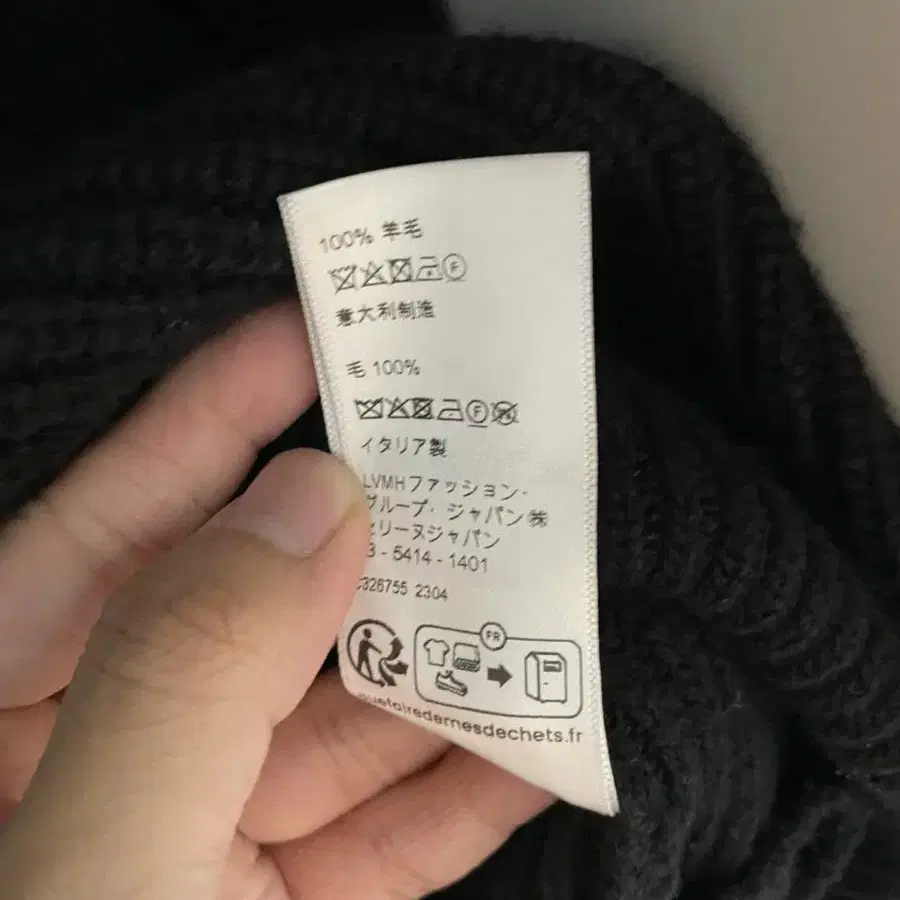 100% 羊毛
F
意大利制造
毛 100%
F
イタリア製
LVMHファッション・
グループ・ジャパン㈱
セリーヌジャパン
3 - 5414 - 1401
326755 2304
FR
quefairedemesdechets.fr